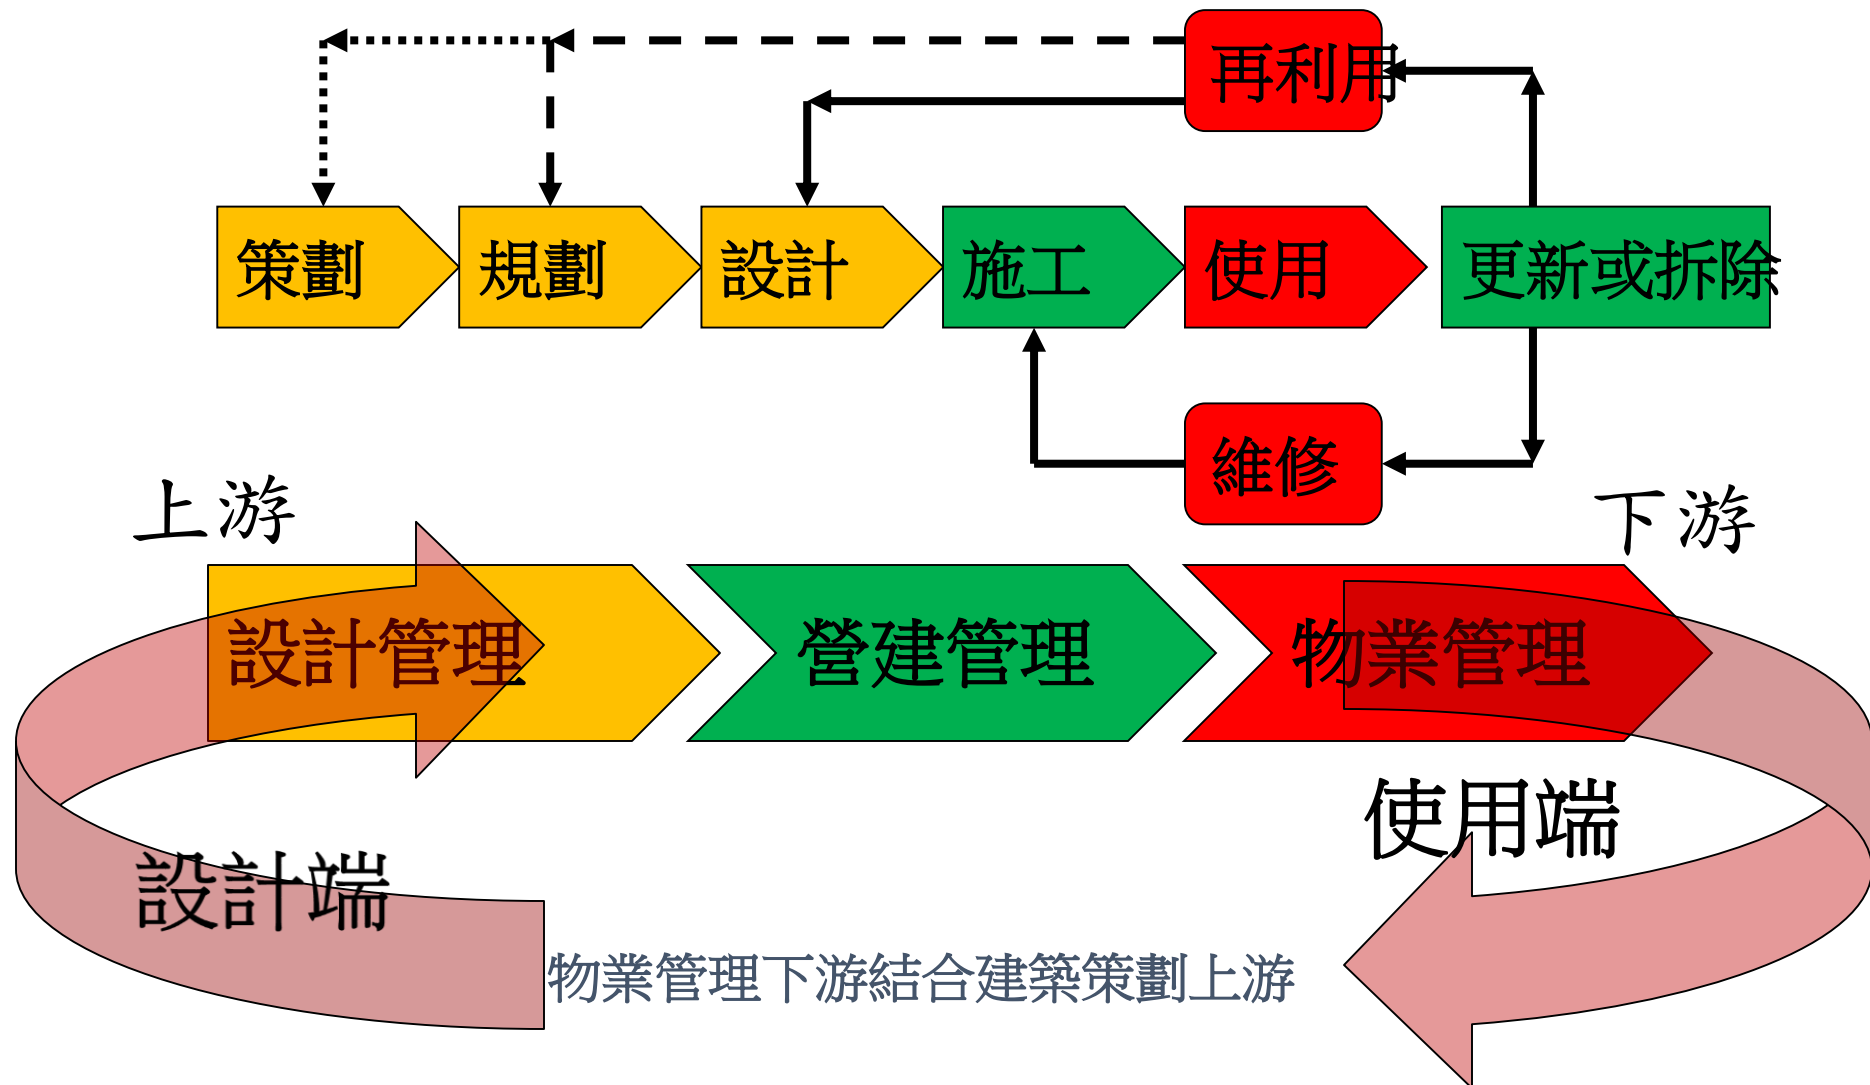 再利用
策劃
規劃
設計
施工
使用
更新或拆除
維修
上游
下游
設計管理
營建管理
物業管理
使用端
設計端
物業管理下游結合建築策劃上游